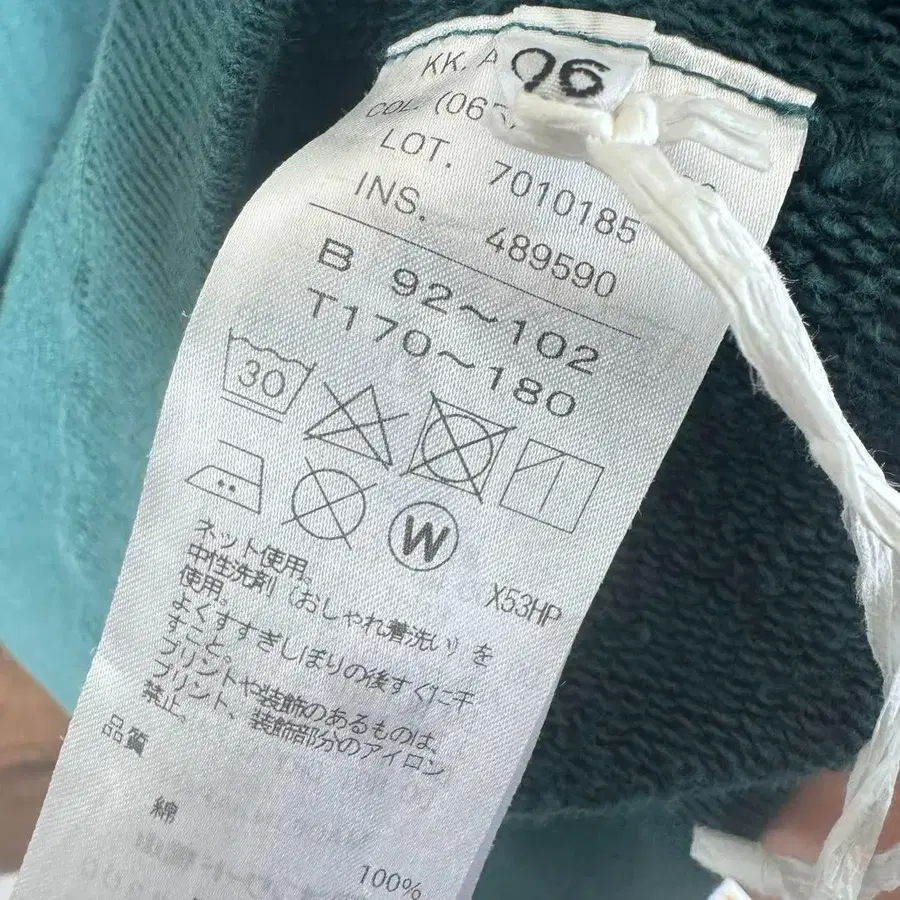 06
KK. A
COL. (06
LOT. 7010185
INS. 489590
B 92～102
T170～180
30
W
X53HP
ネット使用。
中性洗剤(おしゃれ着洗い)を
使用。
よくすすぎしぼりの後すぐに干
すこと。
プリントや装飾のあるものは、
プリント、装飾部分のアイロン
禁止。
品質
綿
100%